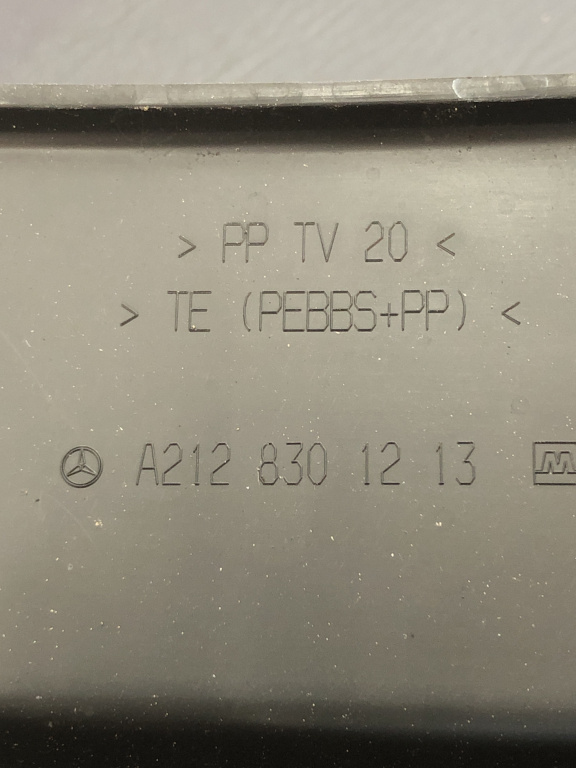 > PP TV 20 <
> TE (PEBBS+PP) <
A212 830 12 13